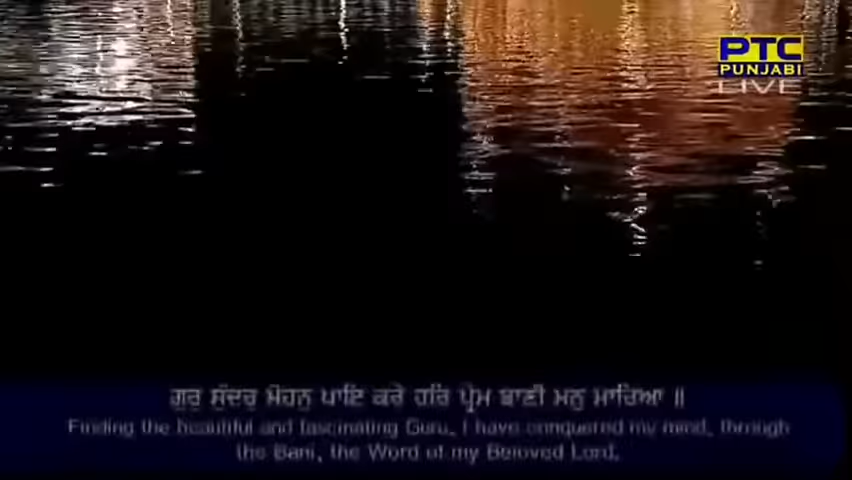 PTC
PUNJABI
LIVE
ਗੁਰੁ ਸੁੰਦਰੁ ਮੋਹਨੁ ਪਾਇ ਕਰੇ ਹਰਿ ਪ੍ਰੇਮ ਬਾਣੀ ਮਨੁ ਮਾਰਿਆ ॥
Finding the beautiful and fascinating Guru, I have conquered my mind, through
the Bani, the Word of my Beloved Lord.